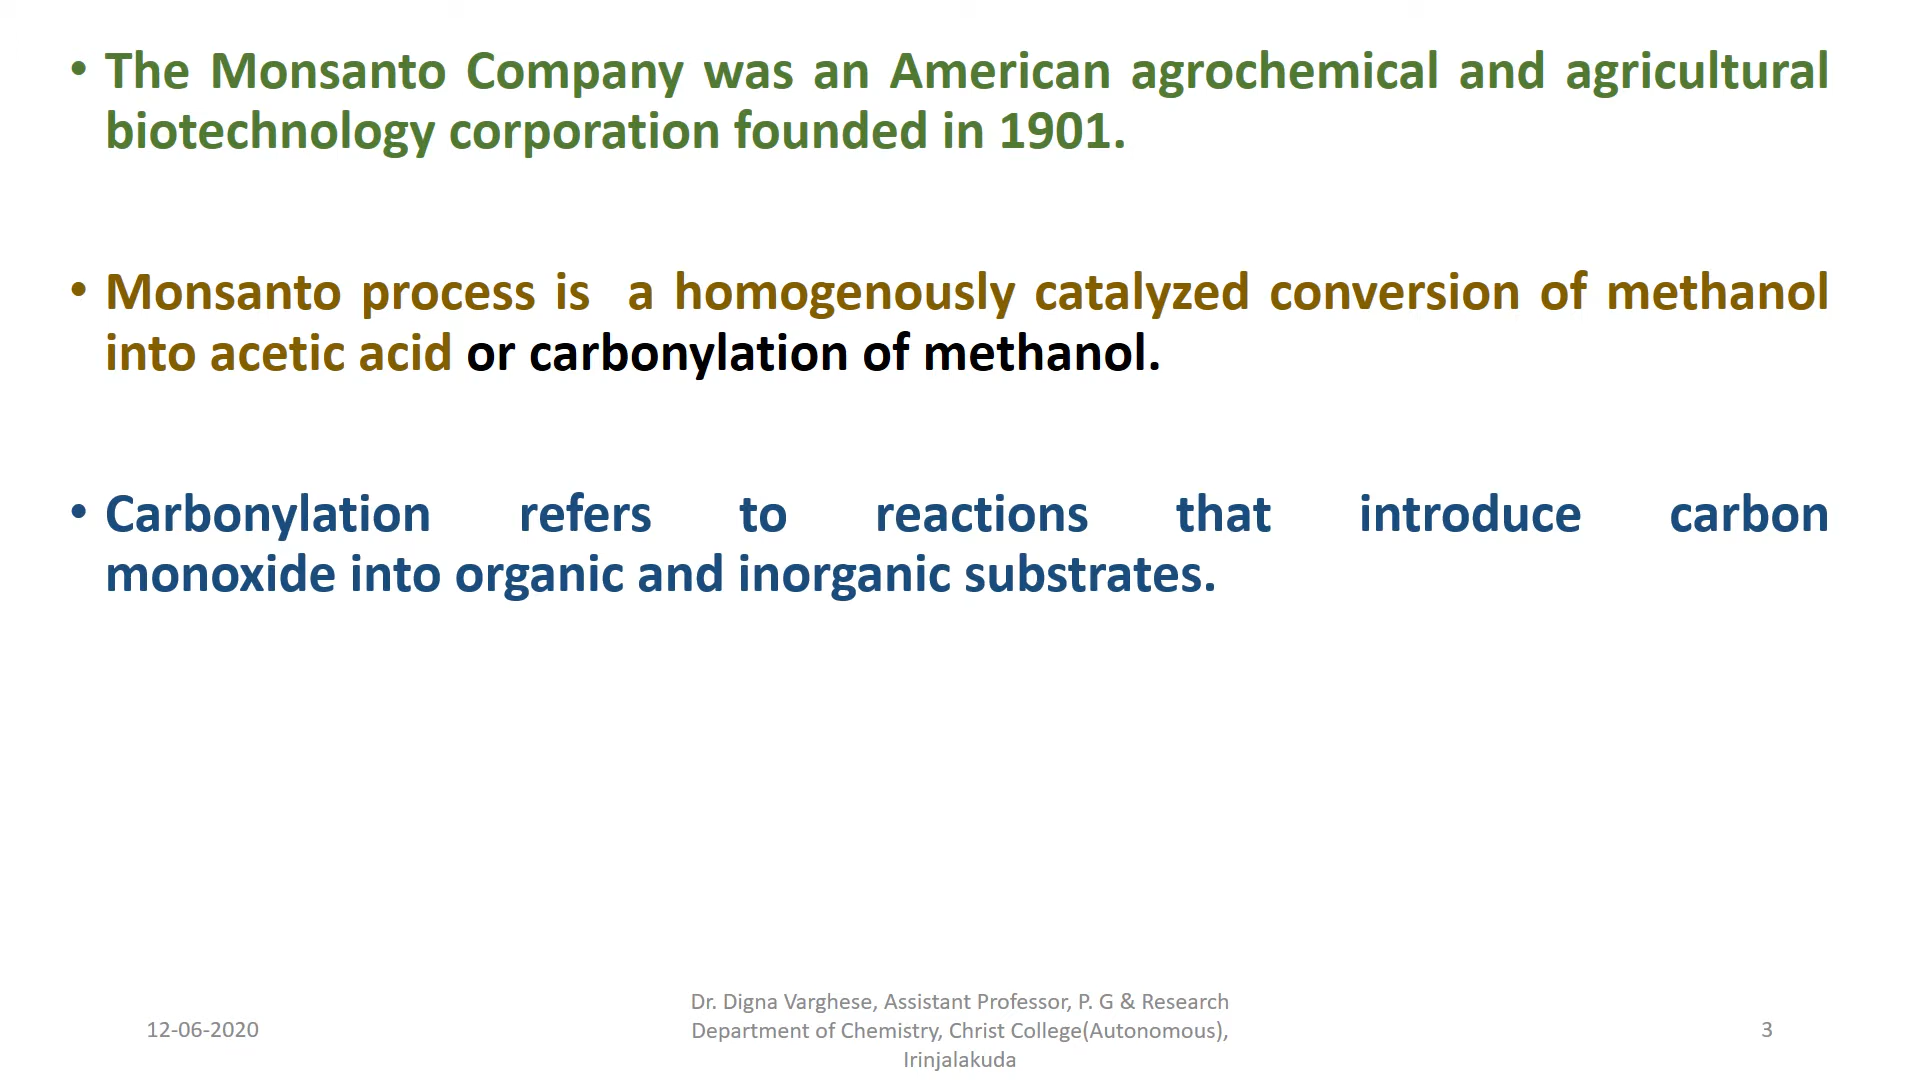 • The Monsanto Company was an American agrochemical and agricultural
biotechnology corporation founded in 1901.
• Monsanto process is  a homogenously catalyzed conversion of methanol
into acetic acid or carbonylation of methanol.
• Carbonylation refers to reactions that introduce carbon
monoxide into organic and inorganic substrates.
12-06-2020
Dr. Digna Varghese, Assistant Professor, P. G & Research
Department of Chemistry, Christ College(Autonomous),
Irinjalakuda
3